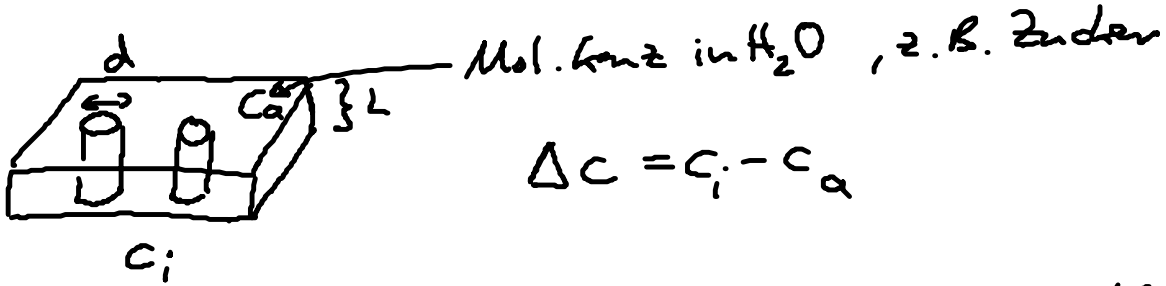 d
Mol. Konz in H₂O , z. B. Zucker
Cₐ } L
Δc = cᵢ - cₐ
Cᵢ